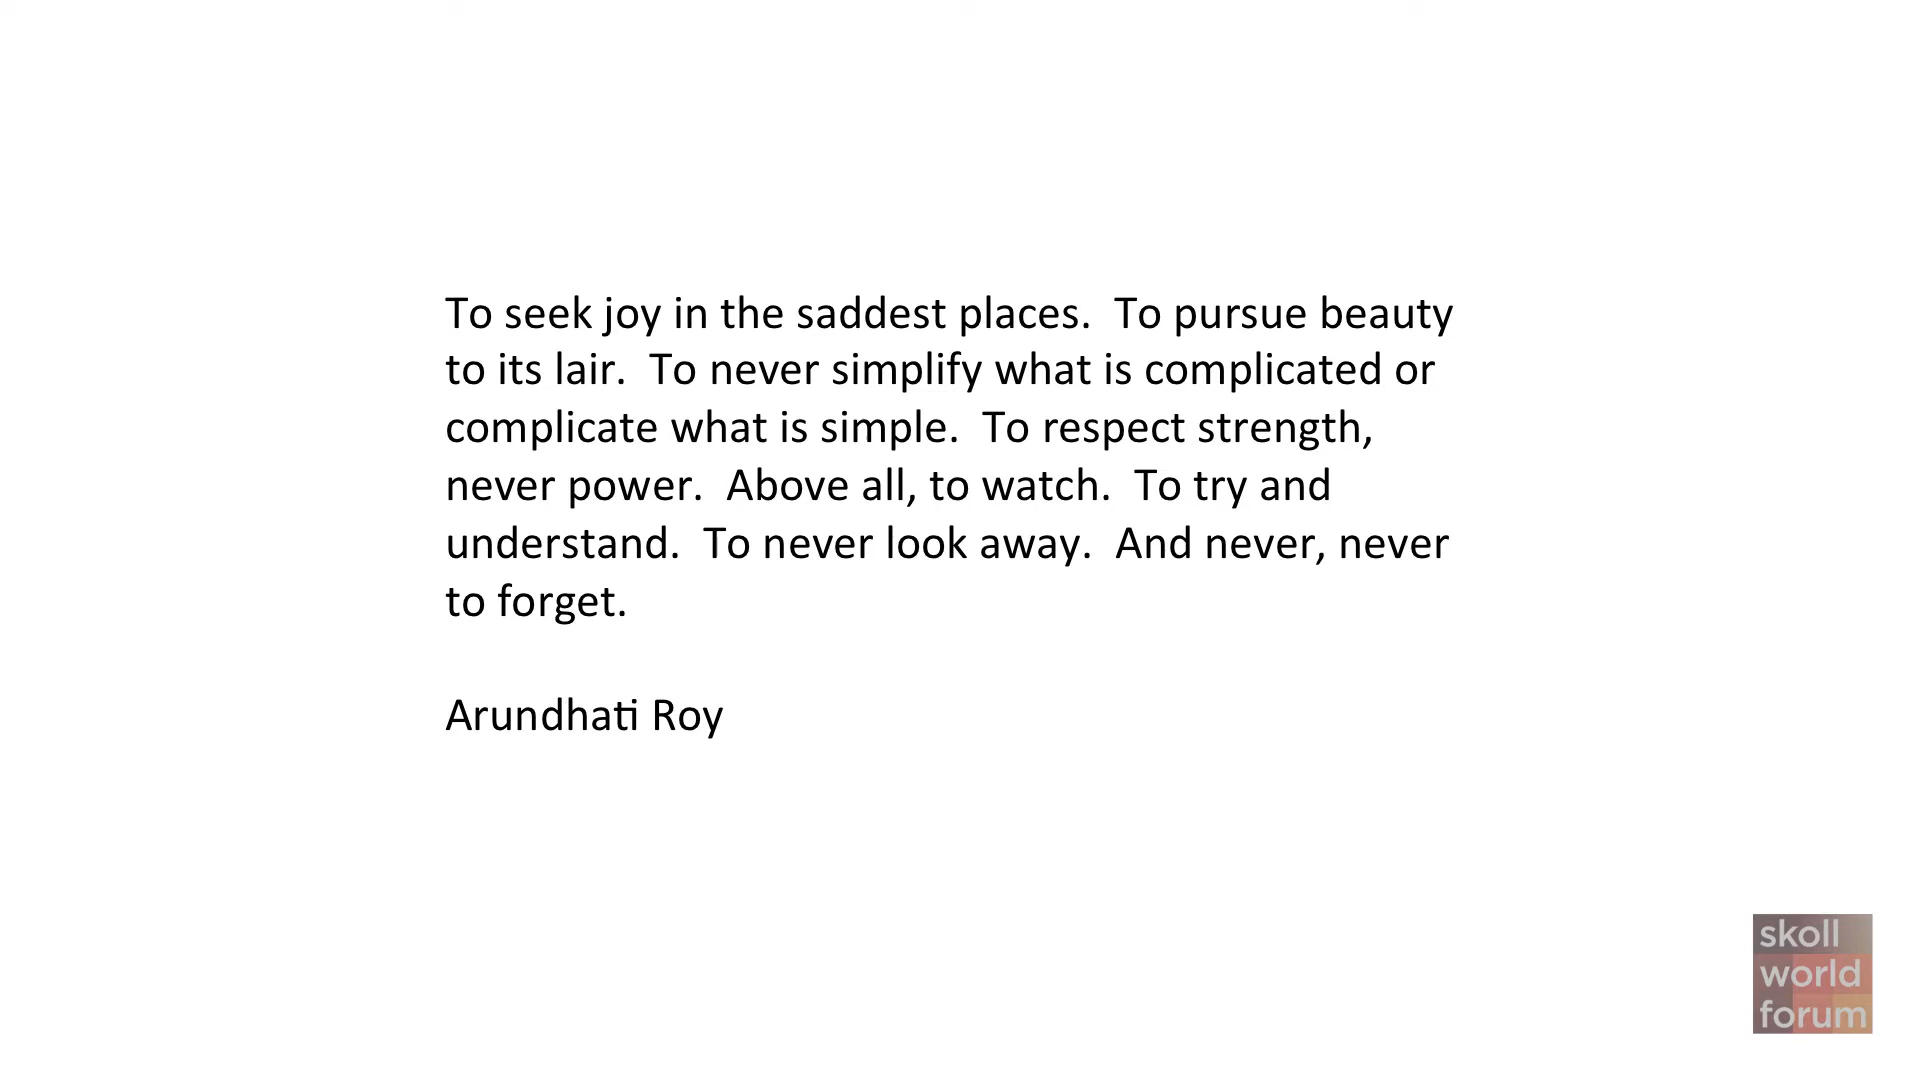 To seek joy in the saddest places.  To pursue beauty
to its lair.  To never simplify what is complicated or
complicate what is simple.  To respect strength,
never power.  Above all, to watch.  To try and
understand.  To never look away.  And never, never
to forget.
Arundhati Roy
skoll
world
forum